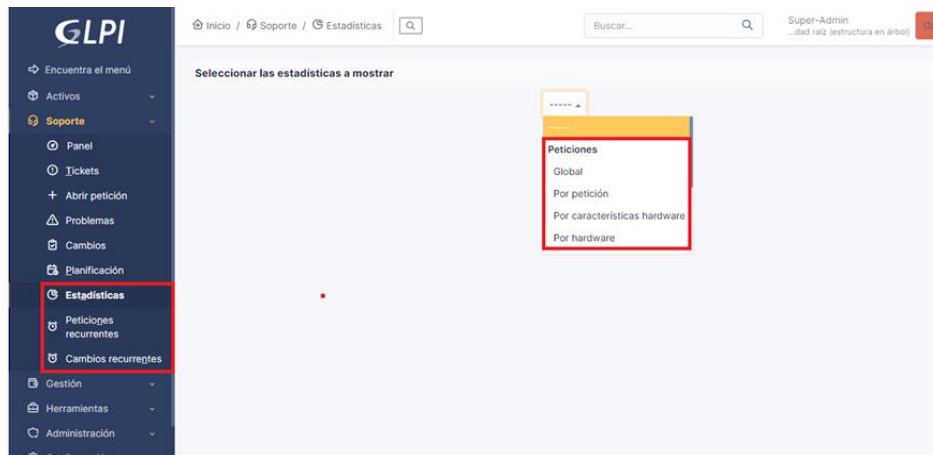 GLPI
Inicio / Soporte / Estadísticas
Buscar...
Super-Admin
...dad raíz (estructura en árbol)
Encuentra el menú
Seleccionar las estadísticas a mostrar
Activos
-----
Soporte
-----
Panel
Peticiones
Tickets
Global
Abrir petición
Por petición
Problemas
Por características hardware
Cambios
Por hardware
Planificación
Estadísticas
Peticiones
recurrentes
Cambios recurrentes
Gestión
Herramientas
Administración